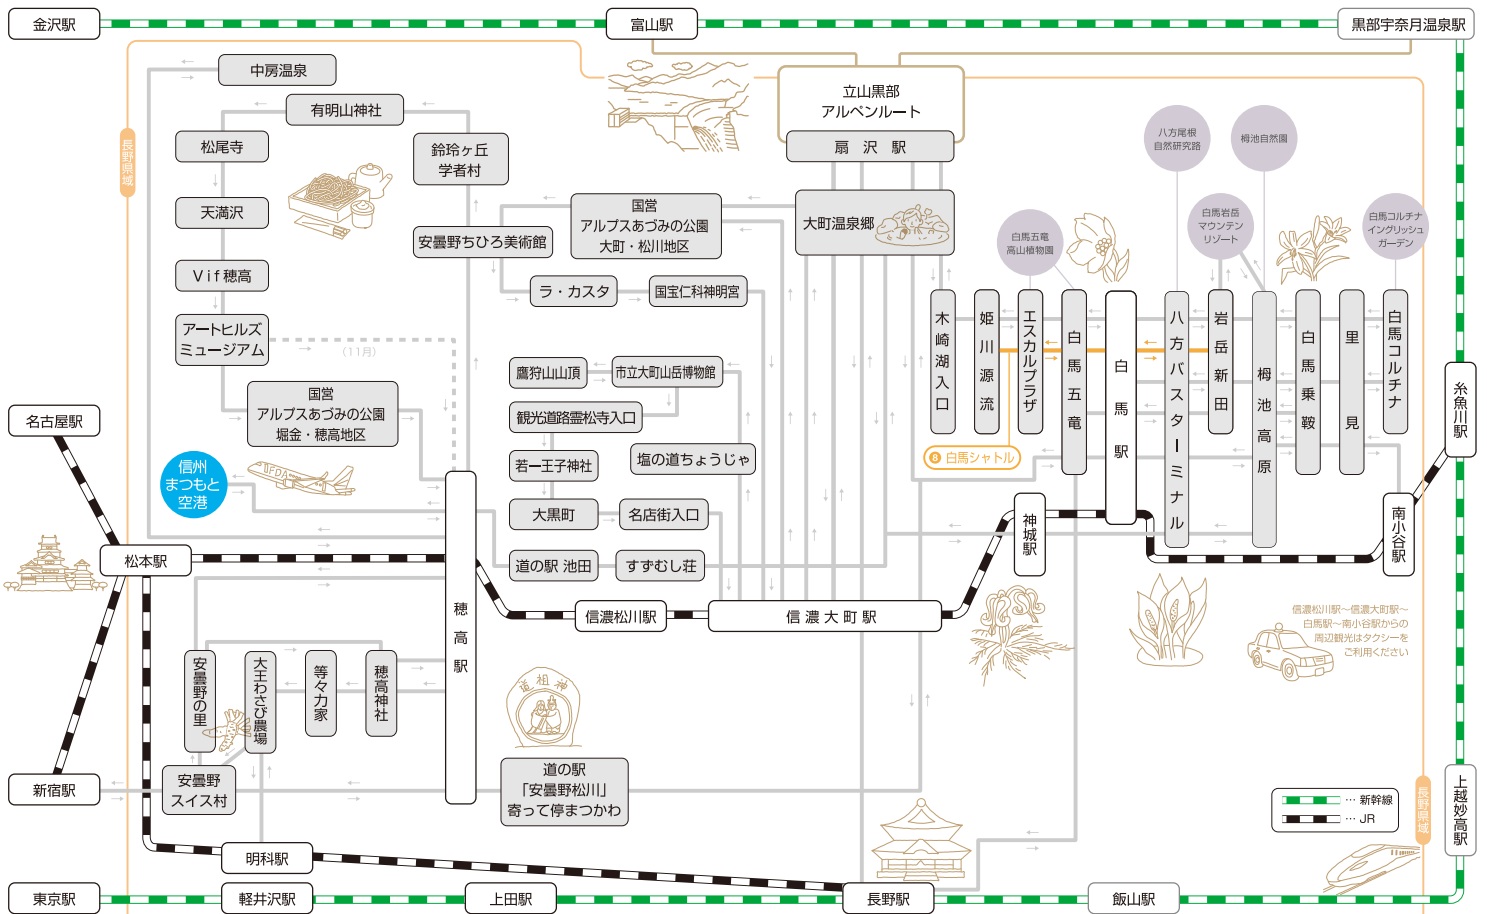 金沢駅
富山駅
黒部宇奈月温泉駅
中房温泉
有明山神社
松尾寺
鈴玲ヶ丘
学者村
天満沢
安曇野ちひろ美術館
Vif穂高
アートヒルズ
ミュージアム
(11月)
国営
アルプスあづみの公園
堀金・穂高地区
長野県域
立山黒部
アルペンルート
扇沢駅
国営
アルプスあづみの公園
大町・松川地区
大町温泉郷
ラ・カスタ
国宝仁科神明宮
鷹狩山山頂
市立大町山岳博物館
観光道路霊松寺入口
若一王子神社
塩の道ちょうじゃ
大黒町
名店街入口
道の駅 池田
すずむし荘
八方尾根
自然研究路
栂池自然園
白馬五竜
高山植物園
白馬岩岳
マウンテン
リゾート
白馬コルチナ
イングリッシュ
ガーデン
木崎湖入口
姫川源流
エスカルプラザ
白馬五竜
白馬駅
八方バスターミナル
岩岳新田
栂池高原
白馬乗鞍
里見
白馬コルチナ
8 白馬シャトル
糸魚川駅
名古屋駅
信州
まつもと
空港
FDA
松本駅
穂高駅
信濃松川駅
信濃大町駅
神城駅
南小谷駅
信濃松川駅～信濃大町駅～
白馬駅～南小谷駅からの
周辺観光はタクシーを
ご利用ください
安曇野の里
大王わさび農場
等々力家
穂高神社
道祖神
新宿駅
安曇野
スイス村
道の駅
「安曇野松川」
寄って停まつかわ
上越妙高駅
長野県域
… 新幹線
… JR
明科駅
東京駅
軽井沢駅
上田駅
長野駅
飯山駅